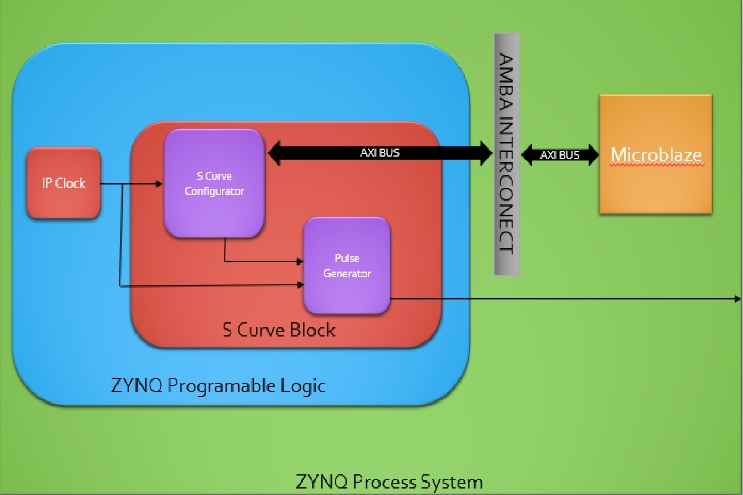 IP Clock
S Curve
Configurator
AXI BUS
AMBA INTERCONECT
AXI BUS
Microblaze
Pulse
Generator
S Curve Block
ZYNQ Programable Logic
ZYNQ Process System